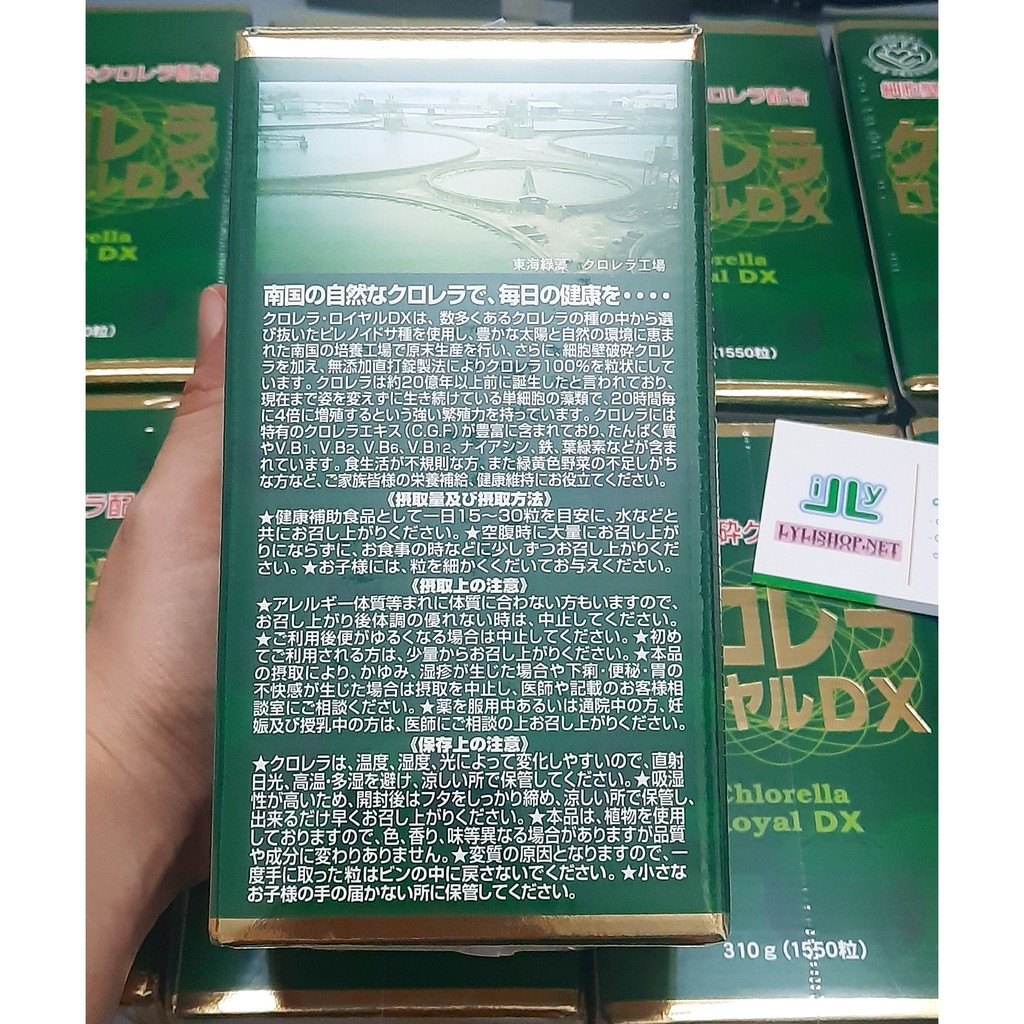 東海緑藻 クロレラ工場
南国の自然なクロレラで、毎日の健康を・・・・
クロレラ・ロイヤルDXは、数多くあるクロレラの種の中から選
び抜いたピレノイドサ種を使用し、豊かな太陽と自然の環境に恵ま
れた南国の培養工場で原末生産を行い、さらに、細胞壁破砕クロレ
ラを加え、無添加直打錠製法によりクロレラ100%を粒状にして
います。クロレラは約20億年以上前に誕生したと言われており、
現在まで姿を変えずに生き続けている単細胞の藻類で、20時間毎
に4倍に増殖するという強い繁殖力を持っています。クロレラには
特有のクロレラエキス（C.G.F）が豊富に含まれており、たんぱく質
やV.B1、V.B2、V.B6、V.B12、ナイアシン、鉄、葉緑素などが含ま
れています。食生活が不規則な方、また緑黄色野菜の不足しがち
な方など、ご家族皆様の栄養補給、健康維持にお役立てください。
《摂取量及び摂取方法》
★健康補助食品として一日15～30粒を目安に、水などと
共にお召し上がりください。★空腹時に大量にお召し上が
りにならずに、お食事の時などに少しずつお召し上がりくだ
さい。★お子様には、粒を細かくくだいてお与えください。
《摂取上の注意》
★アレルギー体質等まれに体質に合わない方もいますので、
お召し上がり後体調の優れない時は、中止してください。
★ご利用後便がゆるくなる場合は中止してください。★初め
てご利用される方は、少量からお召し上がりください。★本品
の摂取により、かゆみ、湿疹が生じた場合や下痢・便秘・胃の
不快感が生じた場合は摂取を中止し、医師や記載のお客様相
談室にご相談ください。★薬を服用中あるいは通院中の方、妊
娠及び授乳中の方は、医師にご相談の上お召し上がりください。
《保存上の注意》
★クロレラは、温度、湿度、光によって変化しやすいので、直射
日光、高温・多湿を避け、涼しい所で保管してください。★吸湿
性が高いため、開封後はフタをしっかり締め、涼しい所で保管し、
出来るだけ早くお召し上がりください。★本品は、植物を使用
しておりますので、色、香り、味等異なる場合がありますが品質
や成分に変わりありません。★変質の原因となりますので、一
度手に取った粒はビンの中に戻さないでください。★小さな
お子様の手の届かない所に保管してください。
砕クロレラ配合
ロレラ
ヤルDX
rella
al DX
ロレラ配合
レラ
ルDX
lorella
al DX
(1550粒)
ク
ロ
ily
LYLISHOP.NET
砕ク
ロレラ
ヤルDX
Chlorella
Royal DX
310g(1550粒)